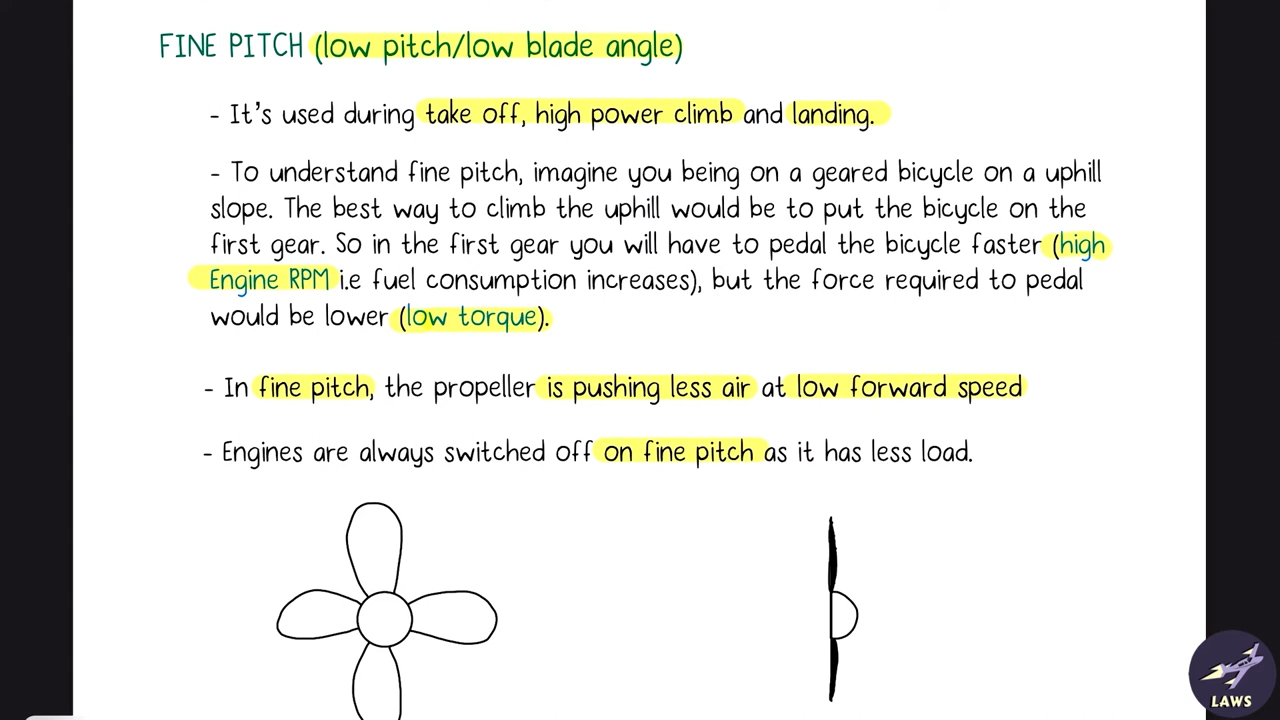 FINE PITCH (low pitch/low blade angle)
- It's used during take off, high power climb and landing.
- To understand fine pitch, imagine you being on a geared bicycle on a uphill
slope. The best way to climb the uphill would be to put the bicycle on the
first gear. So in the first gear you will have to pedal the bicycle faster (high
Engine RPM i.e fuel consumption increases), but the force required to pedal
would be lower (low torque).
- In fine pitch, the propeller is pushing less air at low forward speed
- Engines are always switched off on fine pitch as it has less load.
LAWS